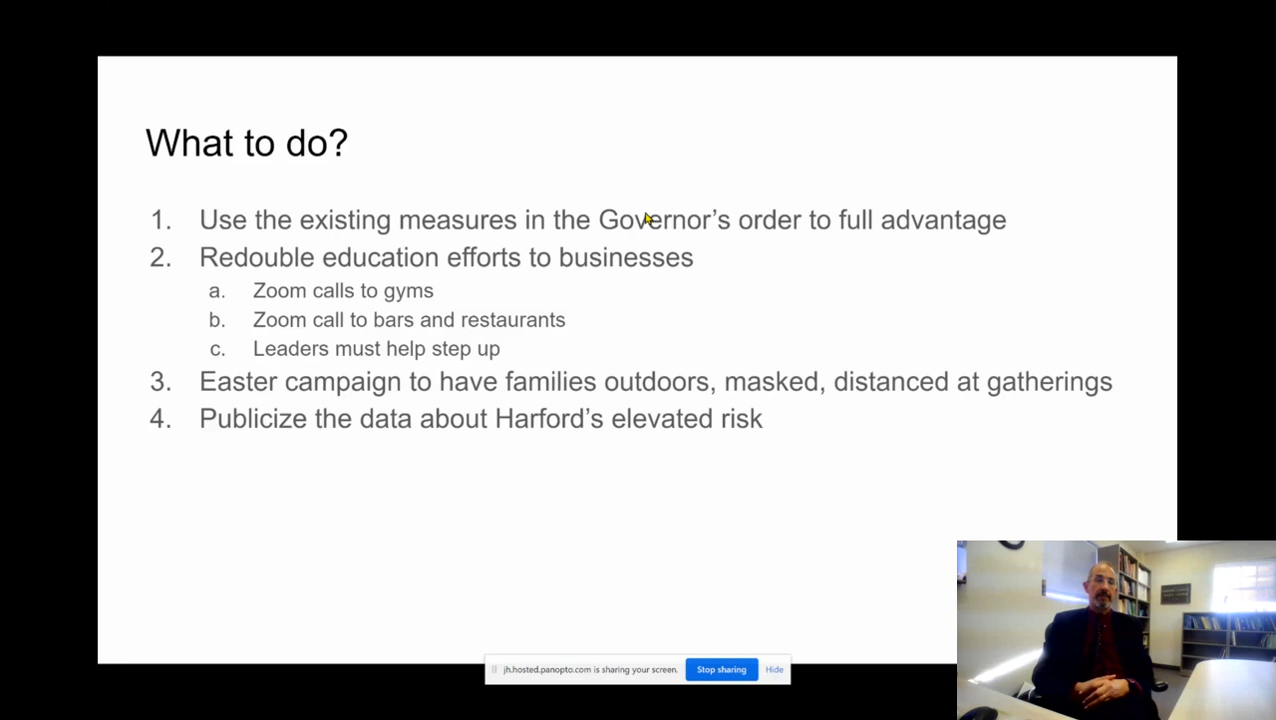 What to do?
1. Use the existing measures in the Governor’s order to full advantage
2. Redouble education efforts to businesses
a. Zoom calls to gyms
b. Zoom call to bars and restaurants
c. Leaders must help step up
3. Easter campaign to have families outdoors, masked, distanced at gatherings
4. Publicize the data about Harford’s elevated risk
jh.hosted.panopto.com is sharing your screen. Stop sharing Hide